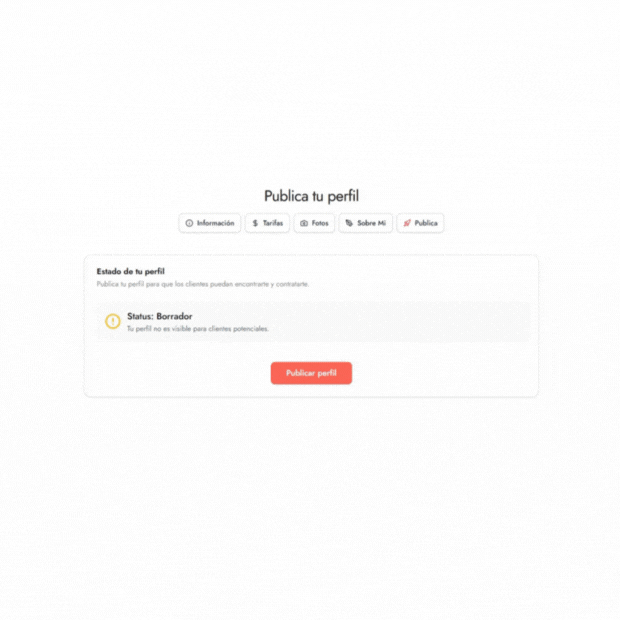 Publica tu perfil
Información
Tarifas
Fotos
Sobre Mi
Publica
Estado de tu perfil
Publica tu perfil para que los clientes puedan encontrarte y contratarte.
Status: Borrador
Tu perfil no es visible para clientes potenciales.
Publicar perfil